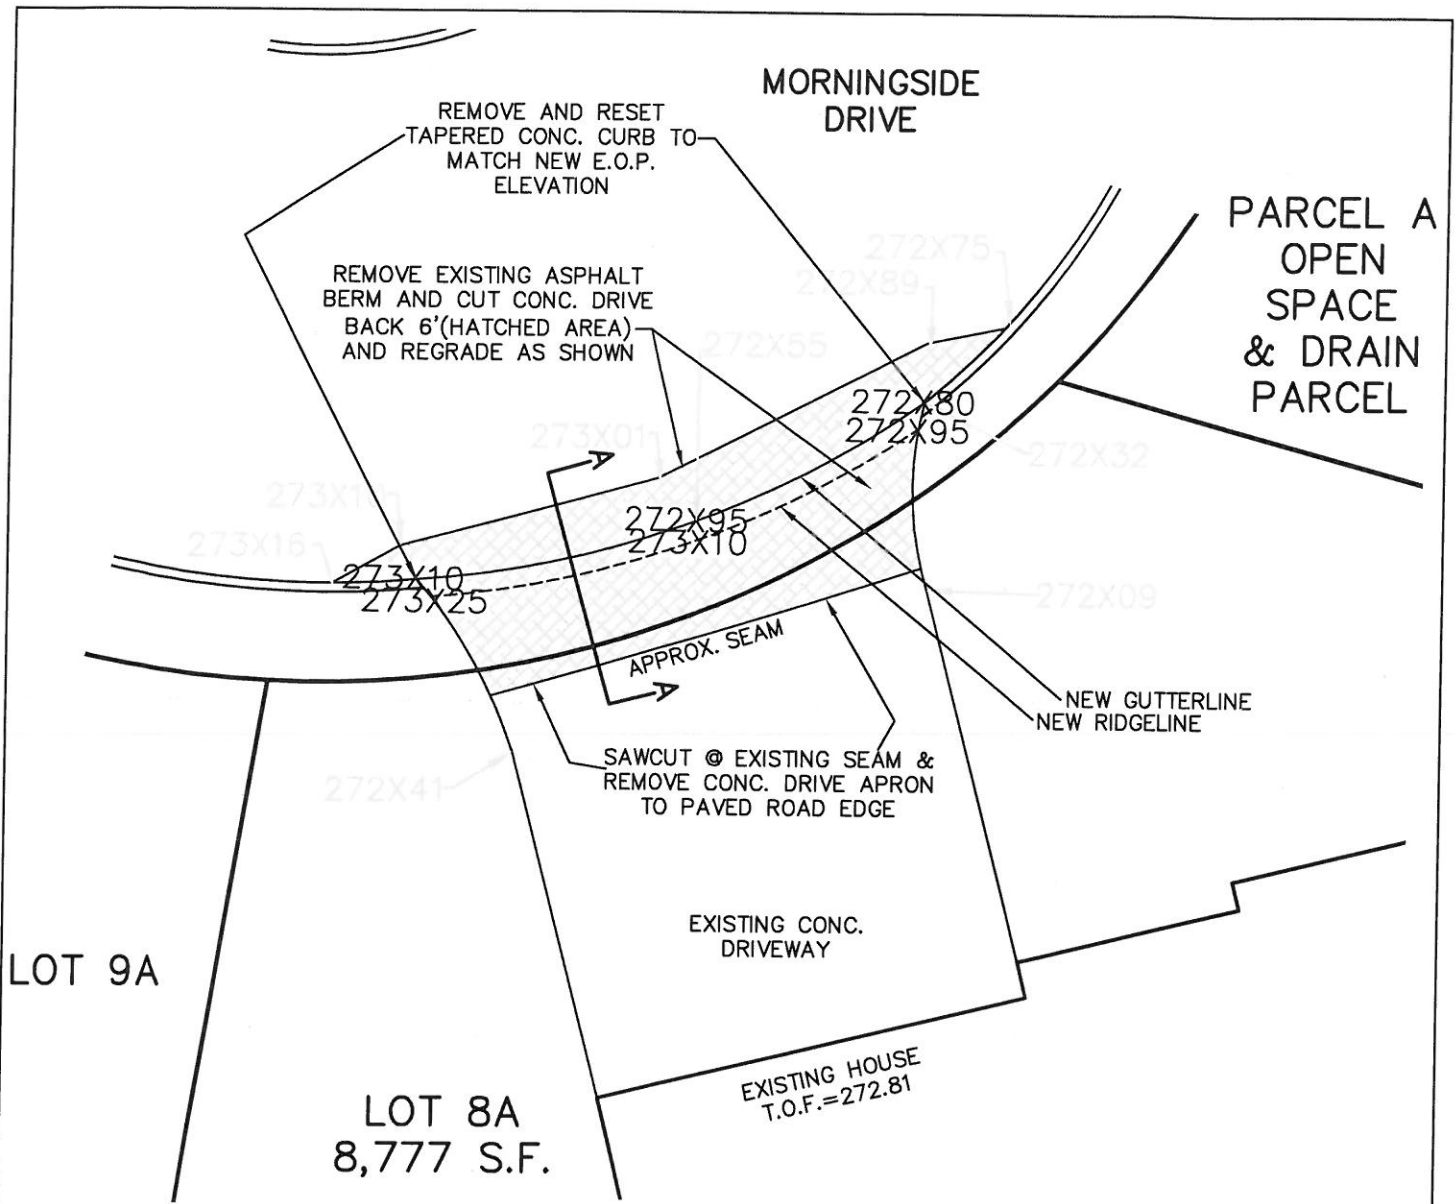 MORNINGSIDE
DRIVE
REMOVE AND RESET
TAPERED CONC. CURB TO
MATCH NEW E.O.P.
ELEVATION
PARCEL A
OPEN
SPACE
& DRAIN
PARCEL
272X75
272X89
REMOVE EXISTING ASPHALT
BERM AND CUT CONC. DRIVE
BACK 6'(HATCHED AREA)
AND REGRADE AS SHOWN
272X55
272X80
272X95
273X01
272X32
A
273X16
272X95
273X10
273X10
273X25
272X09
APPROX. SEAM
A
NEW GUTTERLINE
NEW RIDGELINE
SAWCUT @ EXISTING SEAM &
REMOVE CONC. DRIVE APRON
TO PAVED ROAD EDGE
272X41
EXISTING CONC.
DRIVEWAY
LOT 9A
EXISTING HOUSE
T.O.F.=272.81
LOT 8A
8,777 S.F.